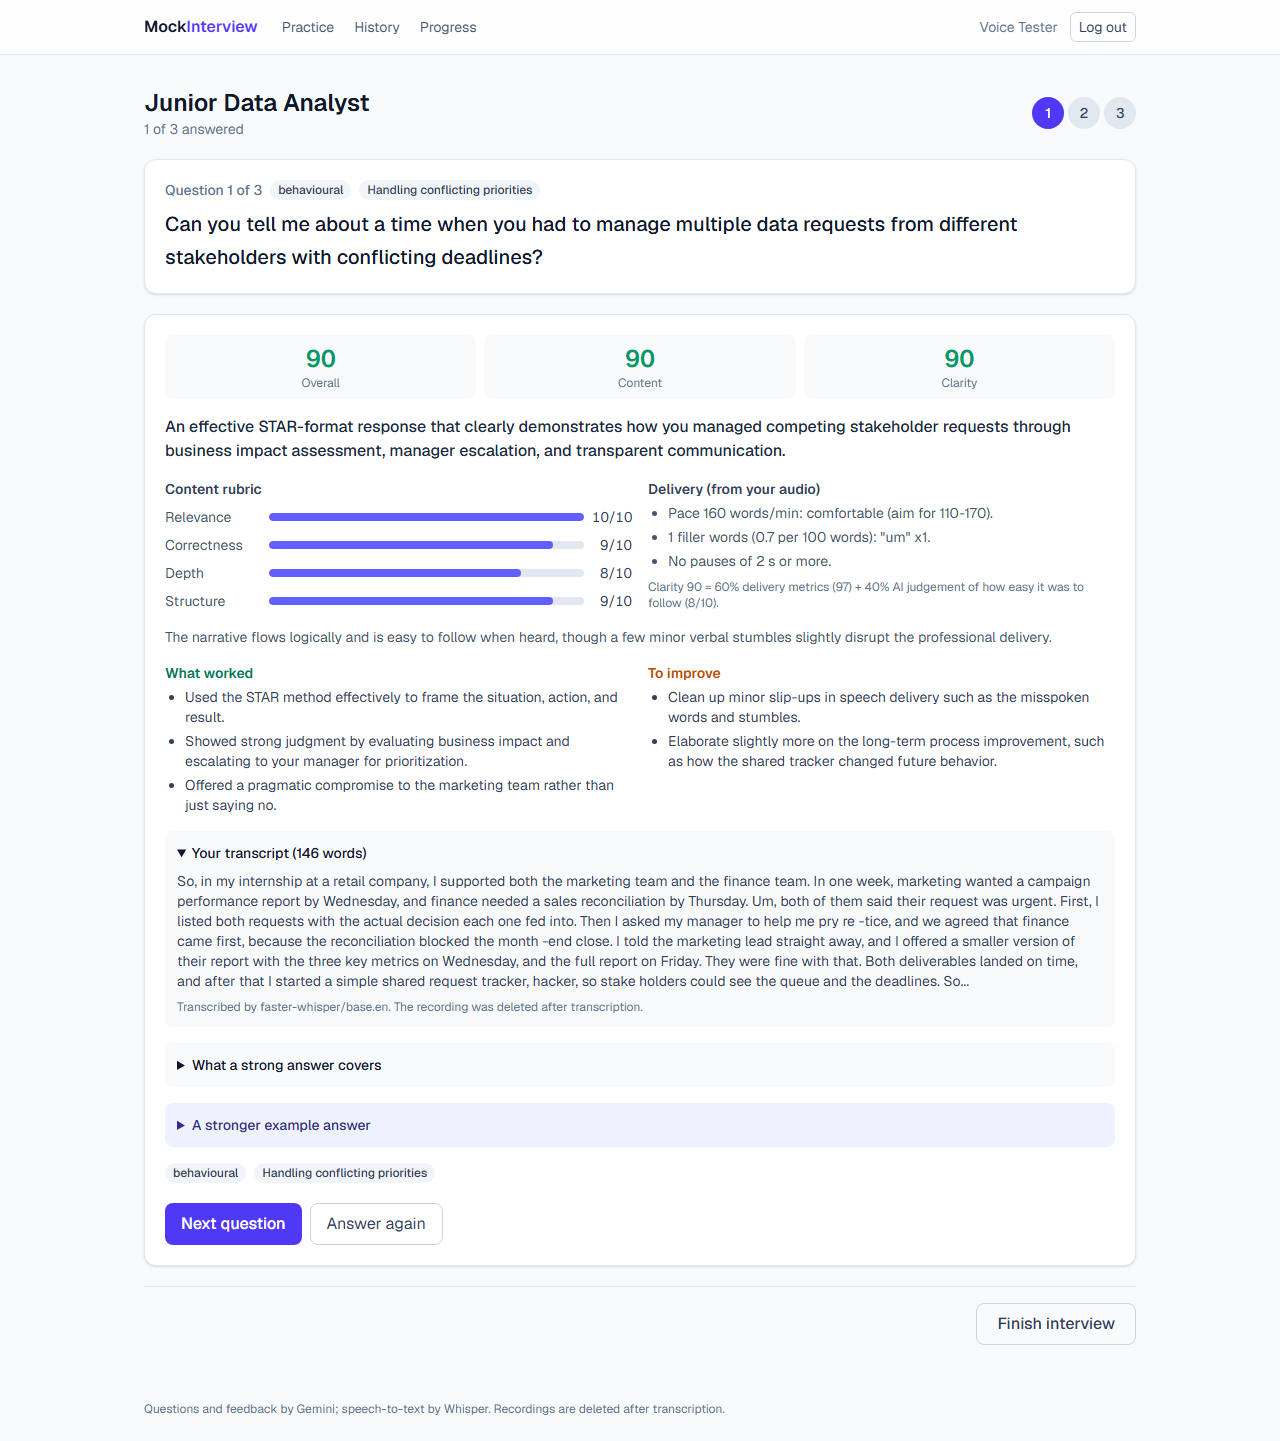 MockInterview Practice History Progress Voice Tester Log out
Junior Data Analyst
1 of 3 answered
1 2 3
Question 1 of 3 behavioural Handling conflicting priorities
Can you tell me about a time when you had to manage multiple data requests from different
stakeholders with conflicting deadlines?
90 90 90
Overall Content Clarity
An effective STAR-format response that clearly demonstrates how you managed competing stakeholder requests through
business impact assessment, manager escalation, and transparent communication.
Content rubric
Relevance 10/10
Correctness 9/10
Depth 8/10
Structure 9/10
Delivery (from your audio)
• Pace 160 words/min: comfortable (aim for 110-170).
• 1 filler words (0.7 per 100 words): "um" x1.
• No pauses of 2 s or more.
Clarity 90 = 60% delivery metrics (97) + 40% AI judgement of how easy it was to
follow (8/10).
The narrative flows logically and is easy to follow when heard, though a few minor verbal stumbles slightly disrupt the professional delivery.
What worked
• Used the STAR method effectively to frame the situation, action, and
result.
• Showed strong judgment by evaluating business impact and
escalating to your manager for prioritization.
• Offered a pragmatic compromise to the marketing team rather than
just saying no.
To improve
• Clean up minor slip-ups in speech delivery such as the misspoken
words and stumbles.
• Elaborate slightly more on the long-term process improvement, such
as how the shared tracker changed future behavior.
▼ Your transcript (146 words)
So, in my internship at a retail company, I supported both the marketing team and the finance team. In one week, marketing wanted a campaign
performance report by Wednesday, and finance needed a sales reconciliation by Thursday. Um, both of them said their request was urgent. First, I
listed both requests with the actual decision each one fed into. Then I asked my manager to help me pry re -tice, and we agreed that finance
came first, because the reconciliation blocked the month -end close. I told the marketing lead straight away, and I offered a smaller version of
their report with the three key metrics on Wednesday, and the full report on Friday. They were fine with that. Both deliverables landed on time,
and after that I started a simple shared request tracker, hacker, so stake holders could see the queue and the deadlines. So...
Transcribed by faster-whisper/base.en. The recording was deleted after transcription.
▶ What a strong answer covers
▶ A stronger example answer
behavioural Handling conflicting priorities
Next question Answer again
Finish interview
Questions and feedback by Gemini; speech-to-text by Whisper. Recordings are deleted after transcription.